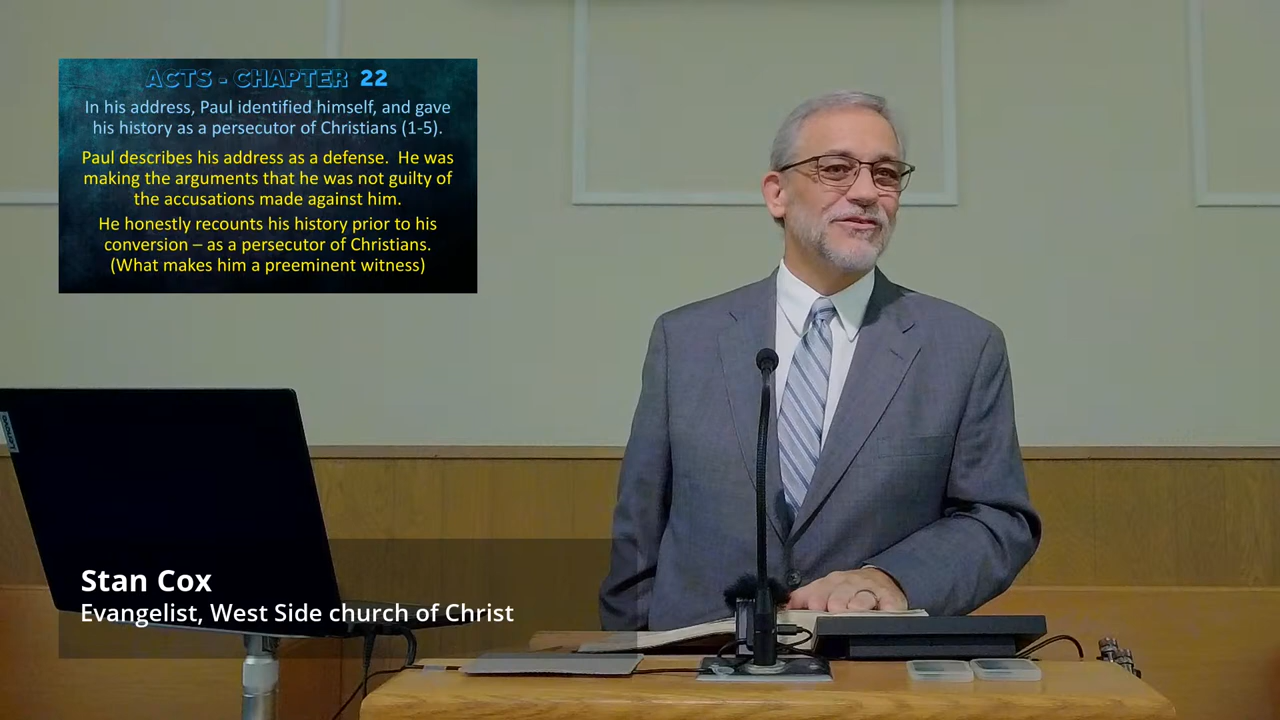 ACTS - CHAPTER 22
In his address, Paul identified himself, and gave
his history as a persecutor of Christians (1-5).
Paul describes his address as a defense.  He was
making the arguments that he was not guilty of
the accusations made against him.
He honestly recounts his history prior to his
conversion – as a persecutor of Christians.
(What makes him a preeminent witness)
Lenovo
Stan Cox
Evangelist, West Side church of Christ